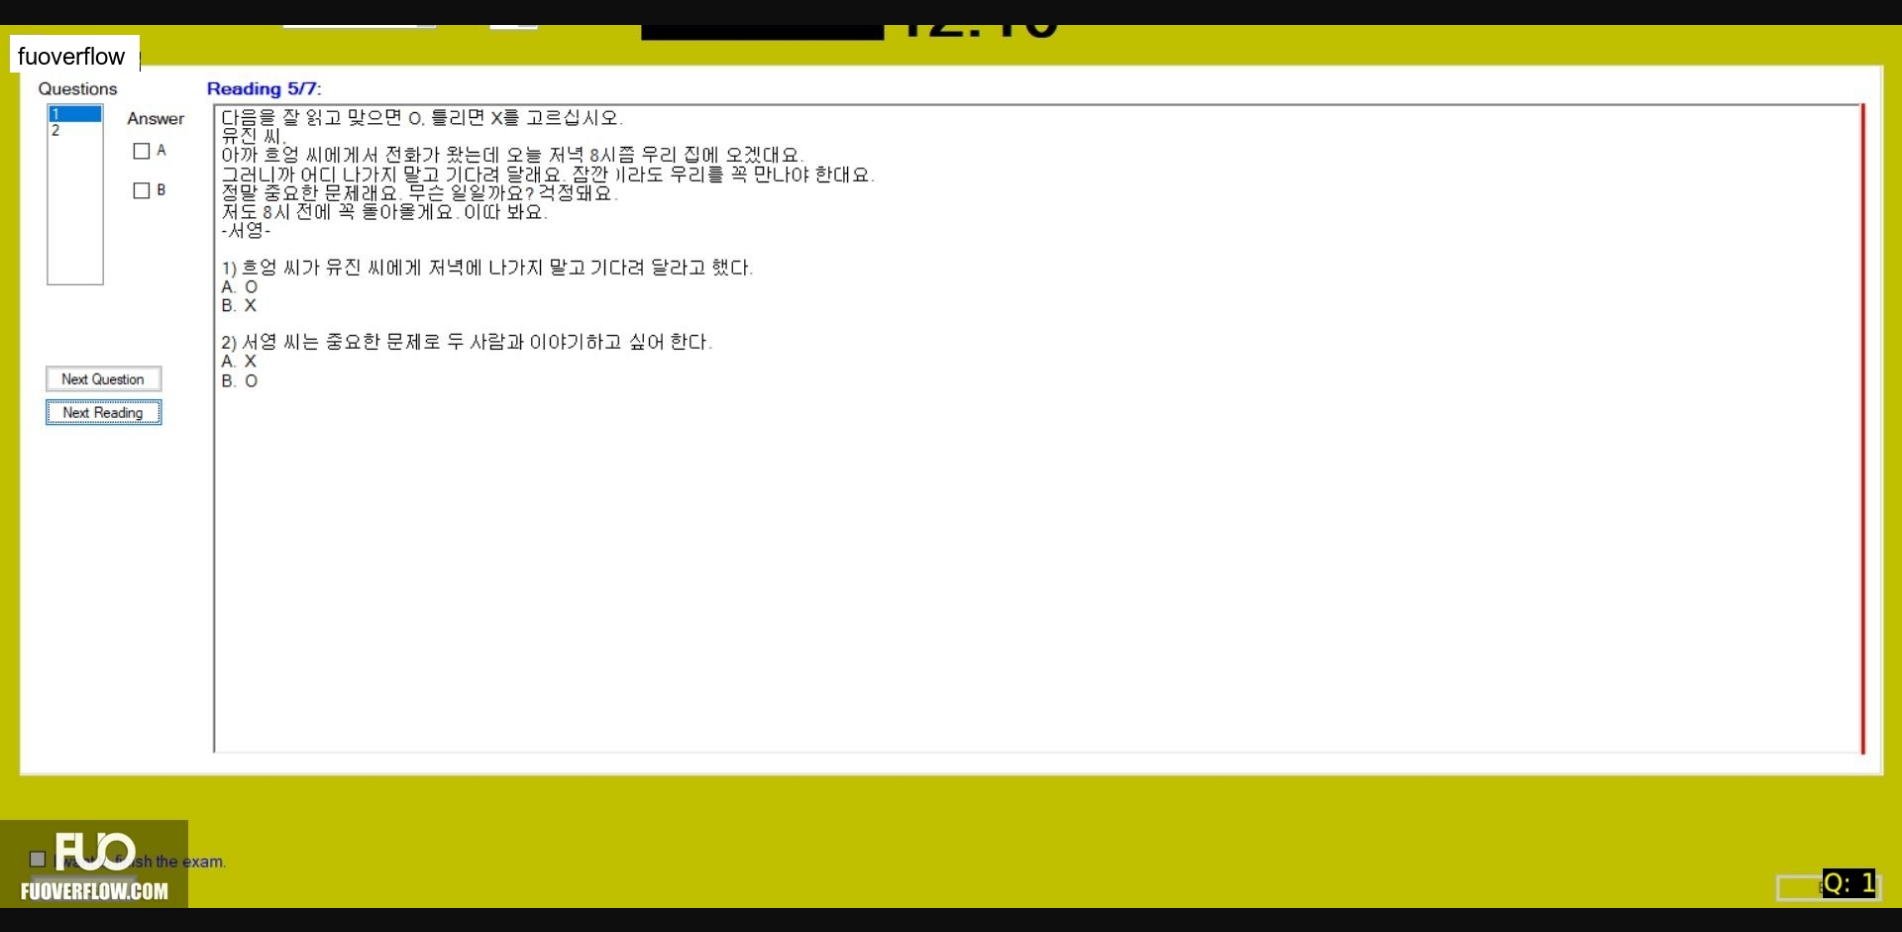 fuoverflow
Questions
Reading 5/7:
1
2
Answer
A
B
다음을 잘 읽고 맞으면 O, 틀리면 X를 고르십시오.
유진 씨,
아까 흐엉 씨에게서 전화가 왔는데 오늘 저녁 8시쯤 우리 집에 오겠대요.
그러니까 어디 나가지 말고 기다려 달래요. 잠깐 이라도 우리를 꼭 만나야 한대요.
정말 중요한 문제래요. 무슨 일일까요? 걱정돼요.
저도 8시 전에 꼭 돌아올게요. 이따 봐요.
-서영-
1) 흐엉 씨가 유진 씨에게 저녁에 나가지 말고 기다려 달라고 했다.
A. O
B. X
2) 서영 씨는 중요한 문제로 두 사람과 이야기하고 싶어 한다.
A. X
B. O
Next Question
Next Reading
FUO
finish the exam.
FUOVERFLOW.COM
Q: 1